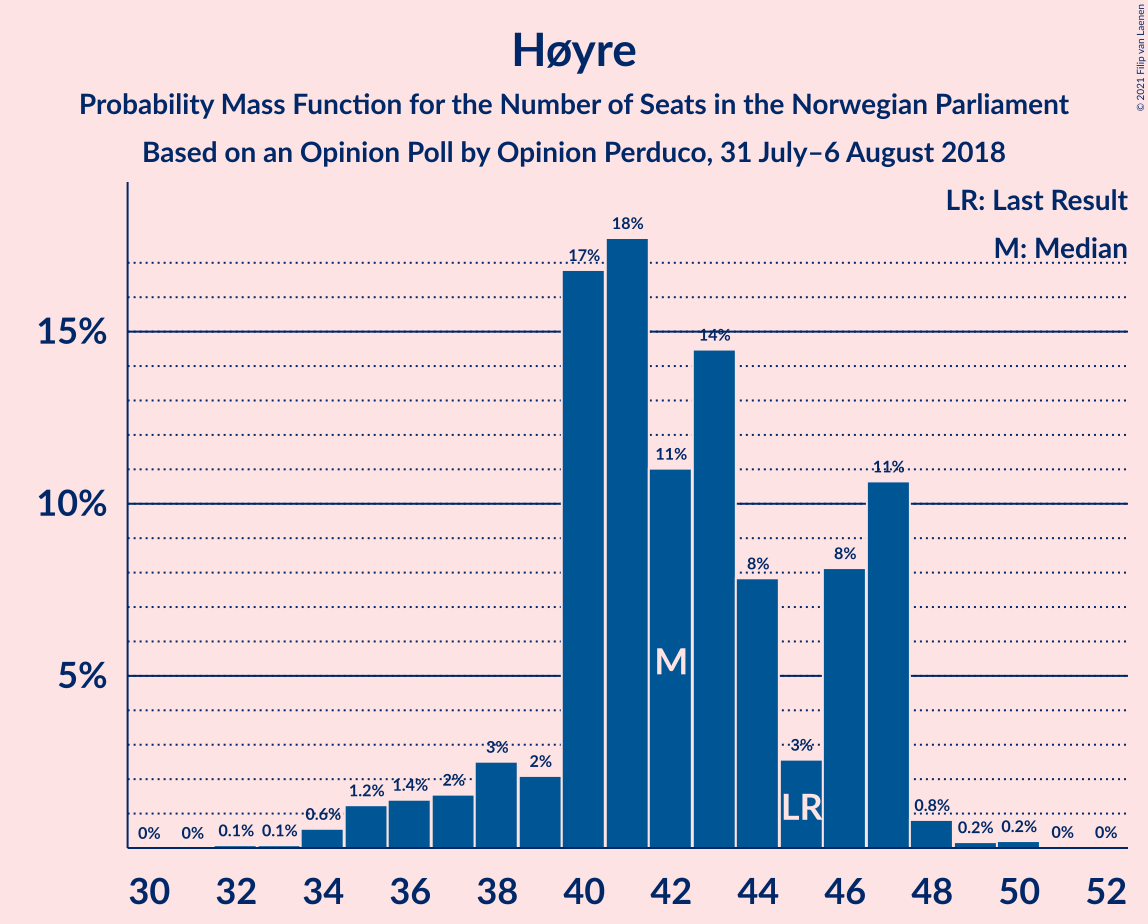 Høyre
Probability Mass Function for the Number of Seats in the Norwegian Parliament
Based on an Opinion Poll by Opinion Perduco, 31 July–6 August 2018
© 2021 Filip van Laenen
LR: Last Result
M: Median
15%
10%
5%
0%
0%
0.1%
0.1%
0.6%
1.2%
1.4%
2%
3%
2%
17%
18%
11%
14%
8%
3%
8%
11%
0.8%
0.2%
0.2%
0%
0%
M
LR
30 32 34 36 38 40 42 44 46 48 50 52